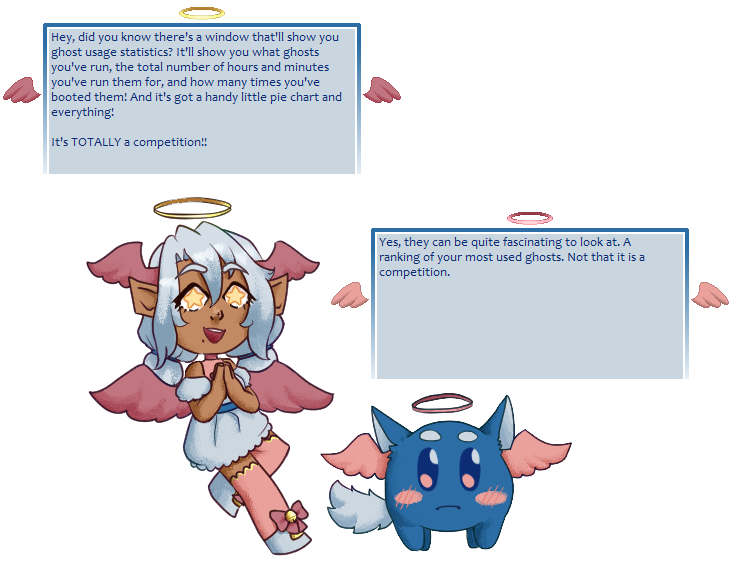 Hey, did you know there's a window that'll show you
ghost usage statistics? It'll show you what ghosts
you've run, the total number of hours and minutes
you've run them for, and how many times you've
booted them! And it's got a handy little pie chart and
everything!
It's TOTALLY a competition!!
Yes, they can be quite fascinating to look at. A
ranking of your most used ghosts. Not that it is a
competition.